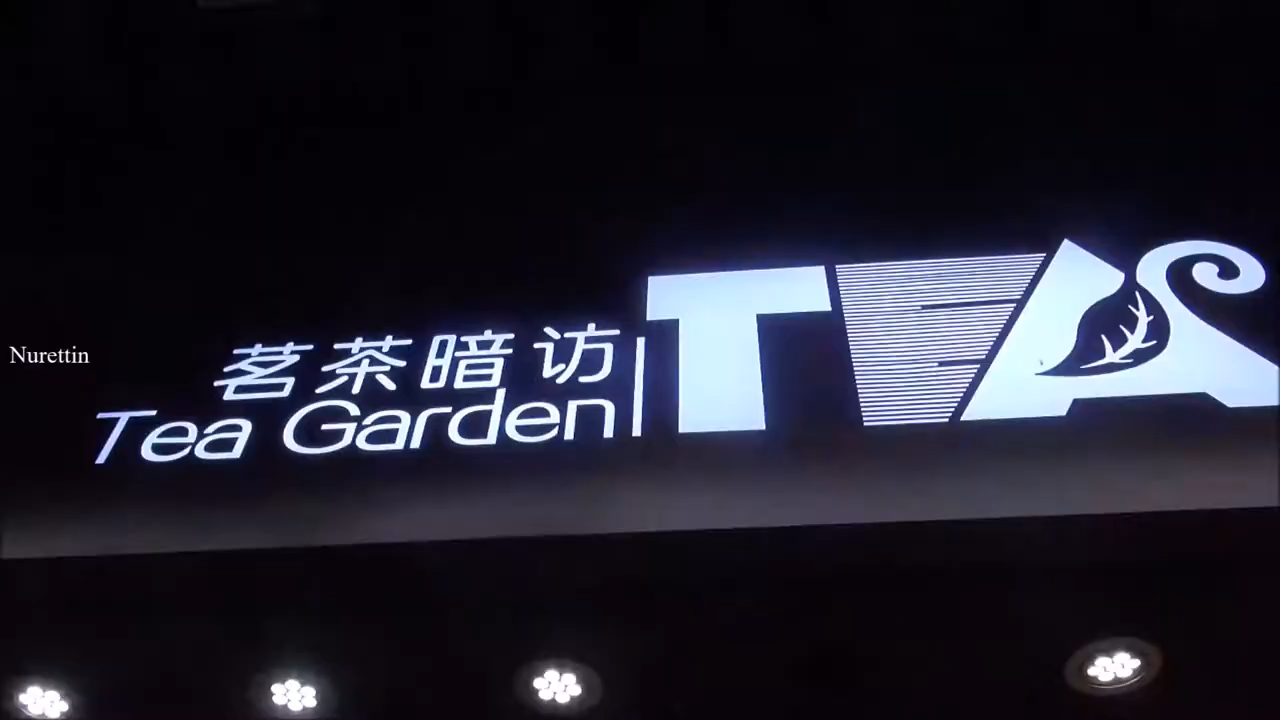 茗茶暗访
Tea Garden
TEA
Nurettin